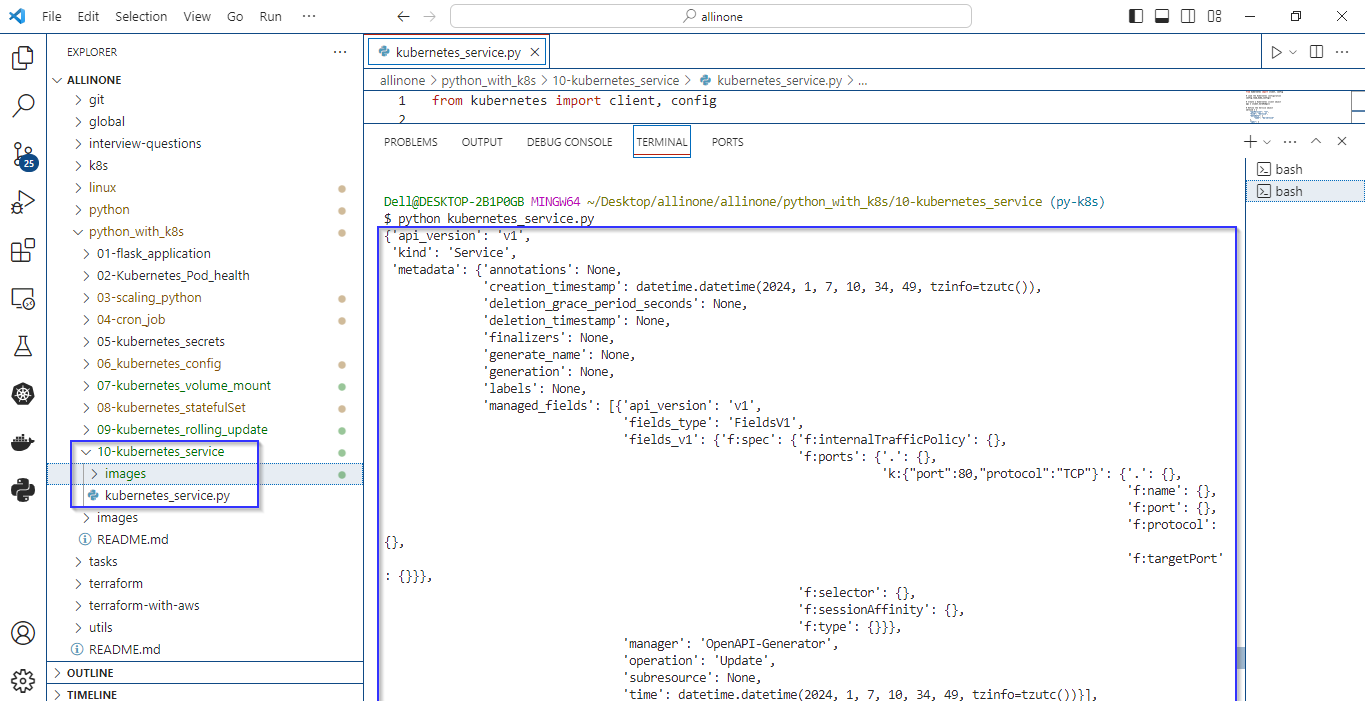 File Edit Selection View Go Run ···
allinone
EXPLORER ···
kubernetes_service.py
ALLINONE
git
global
interview-questions
k8s
linux
python
python_with_k8s
01-flask_application
02-Kubernetes_Pod_health
03-scaling_python
04-cron_job
05-kubernetes_secrets
06_kubernetes_config
07-kubernetes_volume_mount
08-kubernetes_statefulSet
09-kubernetes_rolling_update
10-kubernetes_service
images
kubernetes_service.py
images
README.md
tasks
terraform
terraform-with-aws
utils
README.md
OUTLINE
TIMELINE
25
allinone > python_with_k8s > 10-kubernetes_service > kubernetes_service.py > ...
1 from kubernetes import client, config
2
PROBLEMS OUTPUT DEBUG CONSOLE TERMINAL PORTS
bash
bash
Dell@DESKTOP-2B1P0GB MINGW64 ~/Desktop/allinone/allinone/python_with_k8s/10-kubernetes_service (py-k8s)
$ python kubernetes_service.py
{'api_version': 'v1',
'kind': 'Service',
'metadata': {'annotations': None,
'creation_timestamp': datetime.datetime(2024, 1, 7, 10, 34, 49, tzinfo=tzutc()),
'deletion_grace_period_seconds': None,
'deletion_timestamp': None,
'finalizers': None,
'generate_name': None,
'generation': None,
'labels': None,
'managed_fields': [{'api_version': 'v1',
'fields_type': 'FieldsV1',
'fields_v1': {'f:spec': {'f:internalTrafficPolicy': {},
'f:ports': {'.': {},
'k:{"port":80,"protocol":"TCP"}': {'.': {},
'f:name': {},
'f:port': {},
'f:protocol':
{},
'f:targetPort'
: {}}},
'f:selector': {},
'f:sessionAffinity': {},
'f:type': {}}},
'manager': 'OpenAPI-Generator',
'operation': 'Update',
'subresource': None,
'time': datetime.datetime(2024, 1, 7, 10, 34, 49, tzinfo=tzutc())}],